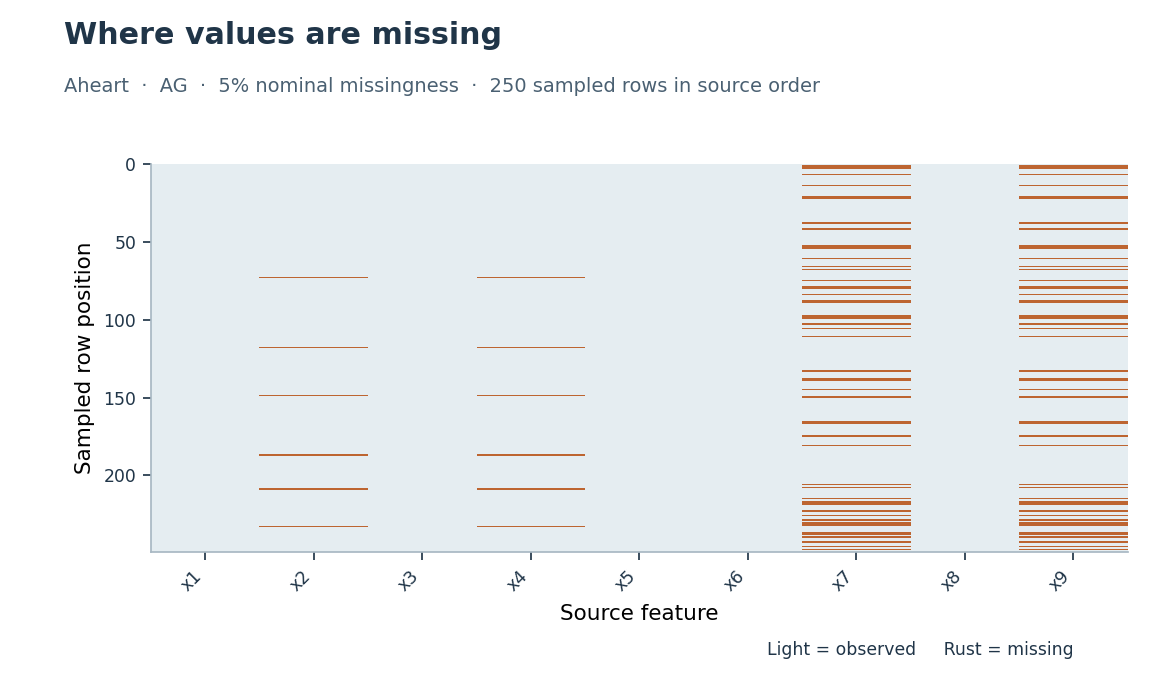 Where values are missing
Aheart · AG · 5% nominal missingness · 250 sampled rows in source order
0
50
100
150
200
Sampled row position
x1 x2 x3 x4 x5 x6 x7 x8 x9
Source feature
Light = observed Rust = missing